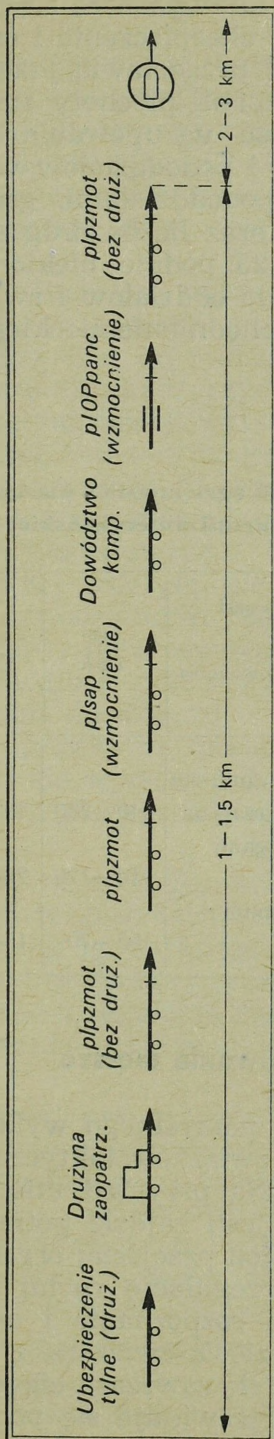 2 – 3 km
plpzmot
(bez druż.)
plOPpanc
(wzmocnienie)
Dowództwo
komp.
plsap
(wzmocnienie)
plpzmot
plpzmot
(bez druż.)
Drużyna
zaopatrz.
Ubezpieczenie
tylne (druż.)
1 – 1,5 km